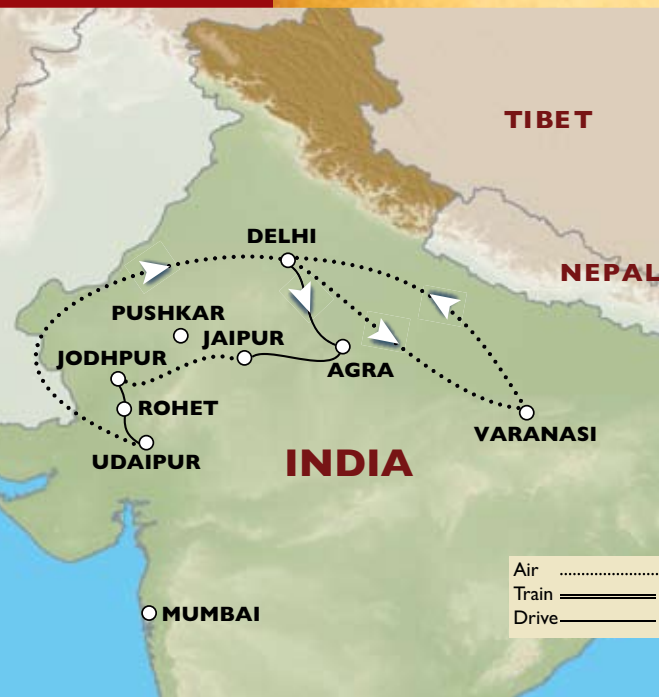 TIBET
DELHI
NEPAL
PUSHKAR
JAIPUR
JODHPUR
AGRA
ROHET
VARANASI
UDAIPUR
INDIA
Air
Train
Drive
MUMBAI